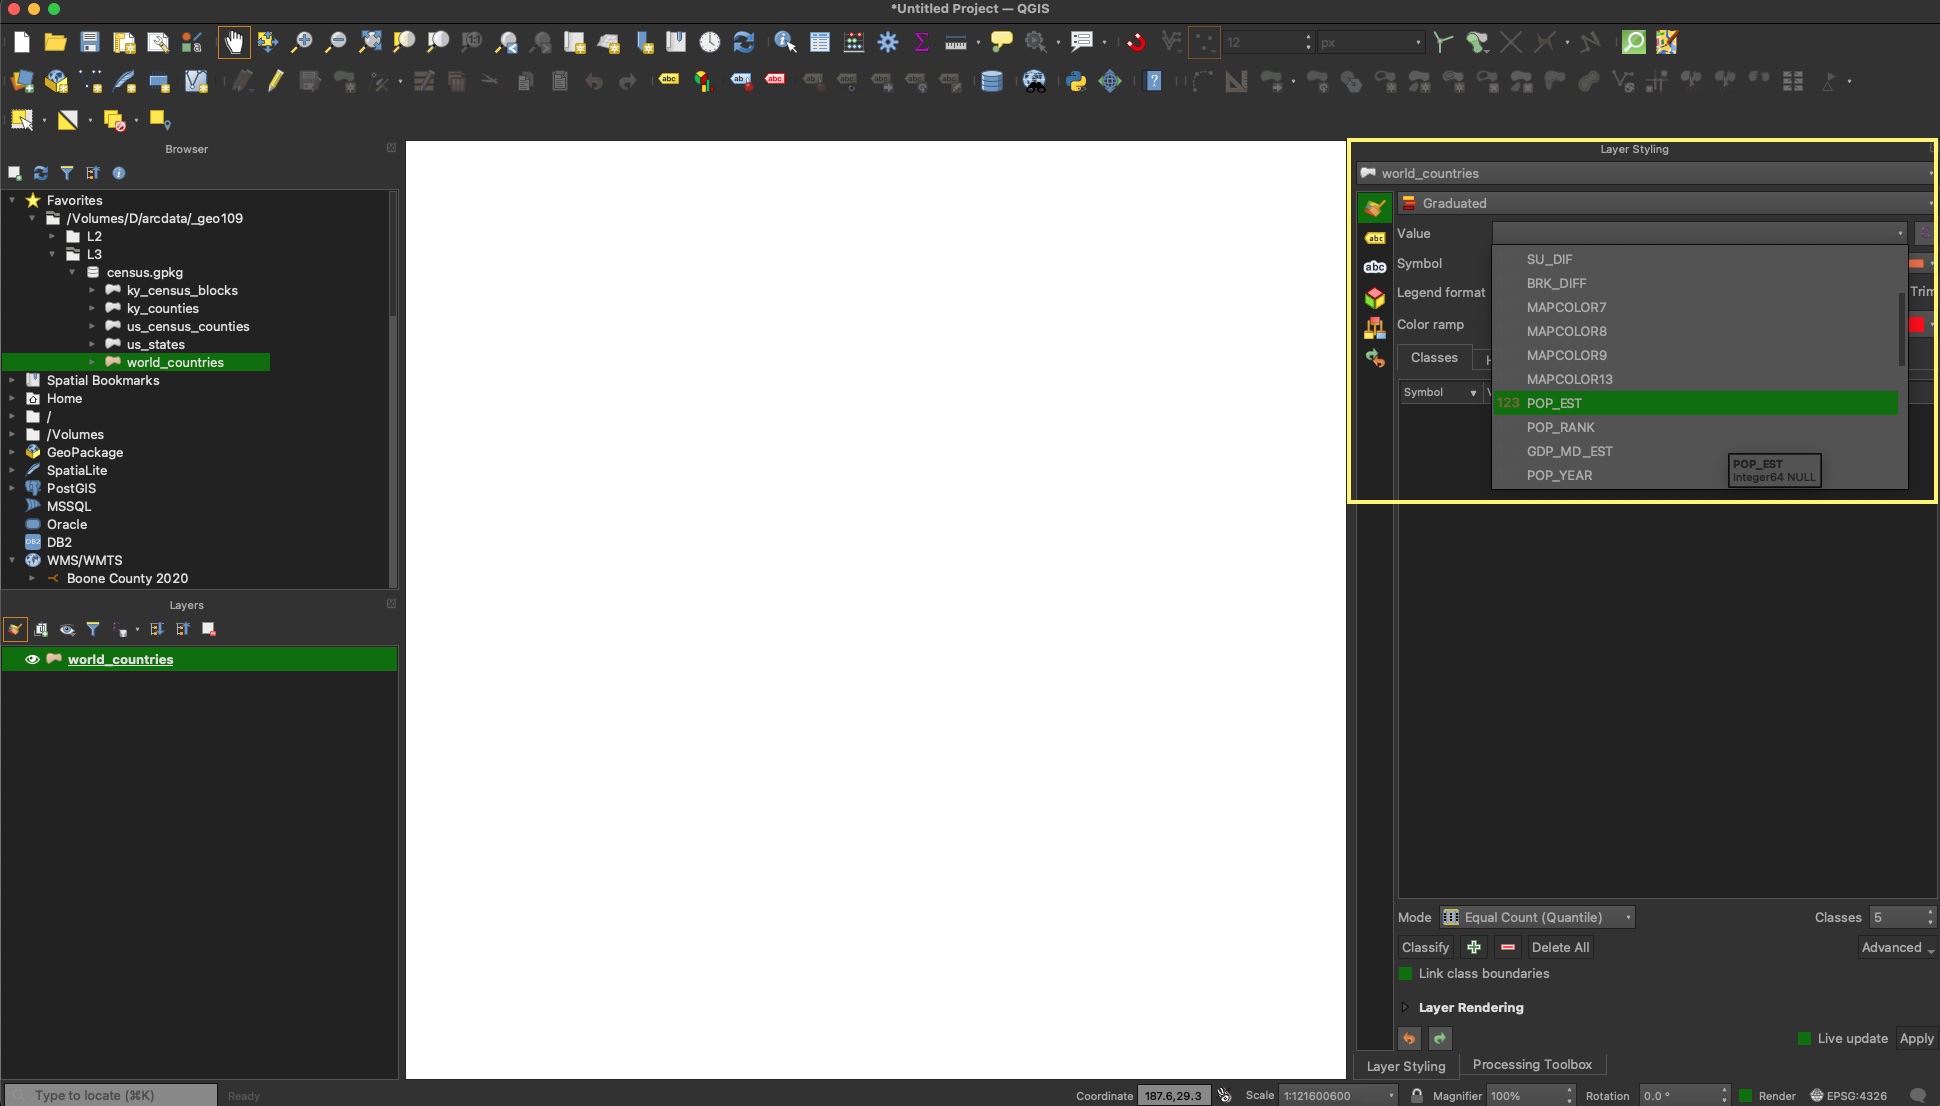 *Untitled Project — QGIS
12
px
Browser
Favorites
/Volumes/D/arcdata/_geo109
L2
L3
census.gpkg
ky_census_blocks
ky_counties
us_census_counties
us_states
world_countries
Spatial Bookmarks
Home
/
/Volumes
GeoPackage
SpatiaLite
PostGIS
MSSQL
Oracle
DB2
WMS/WMTS
Boone County 2020
Layers
world_countries
Layer Styling
world_countries
Graduated
Value
Symbol
Legend format
Trim
Color ramp
Classes
Symbol
SU_DIF
BRK_DIFF
MAPCOLOR7
MAPCOLOR8
MAPCOLOR9
MAPCOLOR13
123 POP_EST
POP_RANK
GDP_MD_EST
POP_YEAR
POP_EST
Integer64 NULL
Mode Equal Count (Quantile) Classes 5
Classify Delete All Advanced
Link class boundaries
Layer Rendering
Live update Apply
Layer Styling Processing Toolbox
Type to locate (⌘K) Ready Coordinate 187.6,29.3 Scale 1:121600600 Magnifier 100% Rotation 0.0 ° Render EPSG:4326